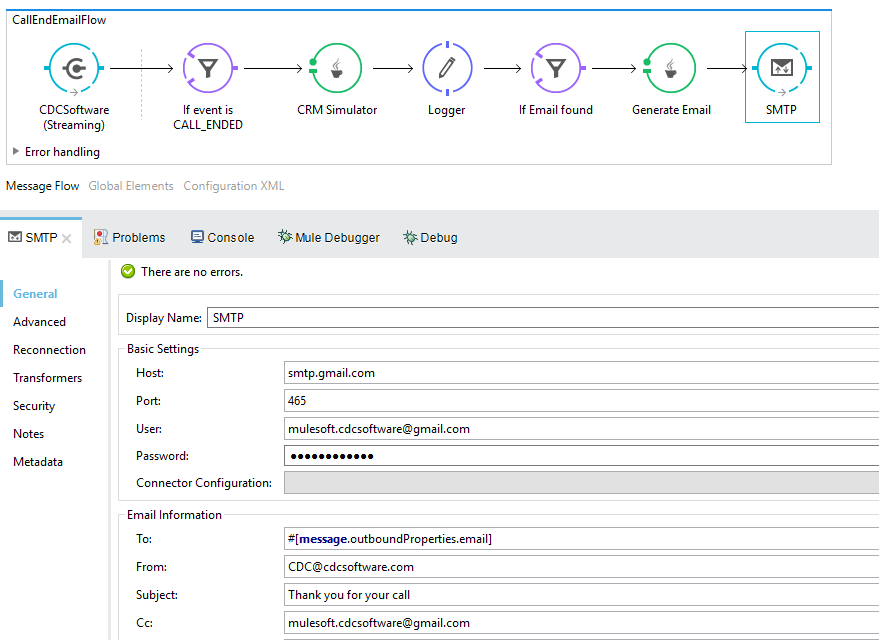 CallEndEmailFlow
CDCSoftware
(Streaming)
If event is
CALL_ENDED
CRM Simulator
Logger
If Email found
Generate Email
SMTP
Error handling
Message Flow Global Elements Configuration XML
SMTP Problems Console Mule Debugger Debug
There are no errors.
General
Advanced
Reconnection
Transformers
Security
Notes
Metadata
Display Name: SMTP
Basic Settings
Host: smtp.gmail.com
Port: 465
User: mulesoft.cdcsoftware@gmail.com
Password: ●●●●●●●●●●●●
Connector Configuration:
Email Information
To: #[message.outboundProperties.email]
From: CDC@cdcsoftware.com
Subject: Thank you for your call
Cc: mulesoft.cdcsoftware@gmail.com